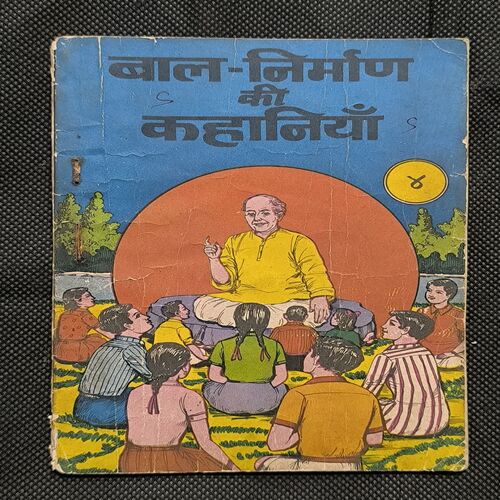 बाल-निर्माण
की
कहानियाँ
४